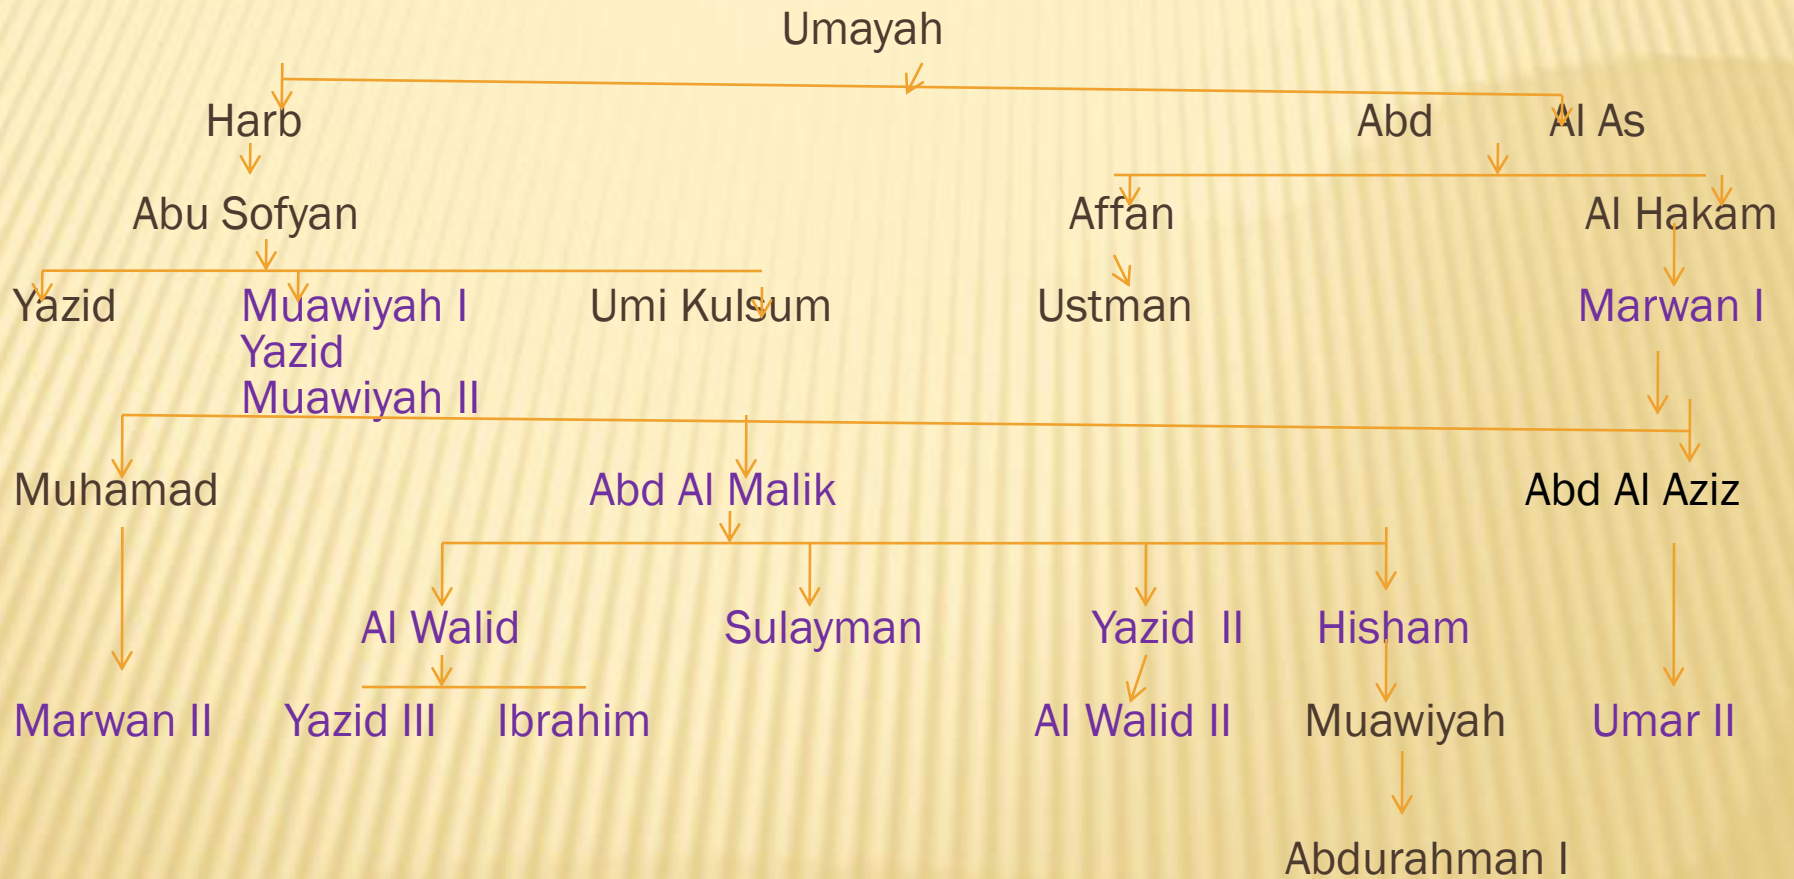 Umayah
Harb Abd Al As
Abu Sofyan Affan Al Hakam
Yazid Muawiyah I Umi Kulsum Ustman Marwan I
Yazid
Muawiyah II
Muhamad Abd Al Malik Abd Al Aziz
Al Walid Sulayman Yazid II Hisham
Marwan II Yazid III Ibrahim Al Walid II Muawiyah Umar II
Abdurahman I